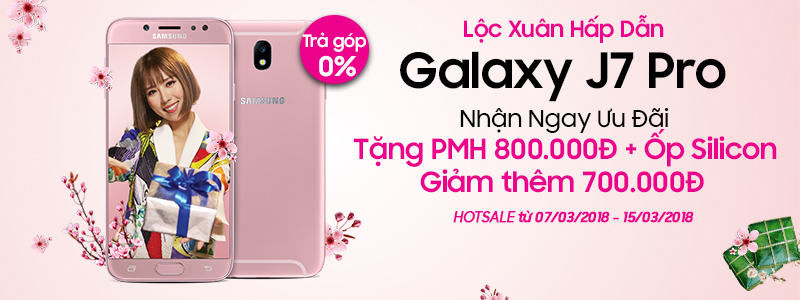 SAMSUNG
SAMSUNG
Trả góp
0%
Lộc Xuân Hấp Dẫn
Galaxy J7 Pro
Nhận Ngay Ưu Đãi
Tặng PMH 800.000Đ + Ốp Silicon
Giảm thêm 700.000Đ
HOTSALE từ 07/03/2018 - 15/03/2018